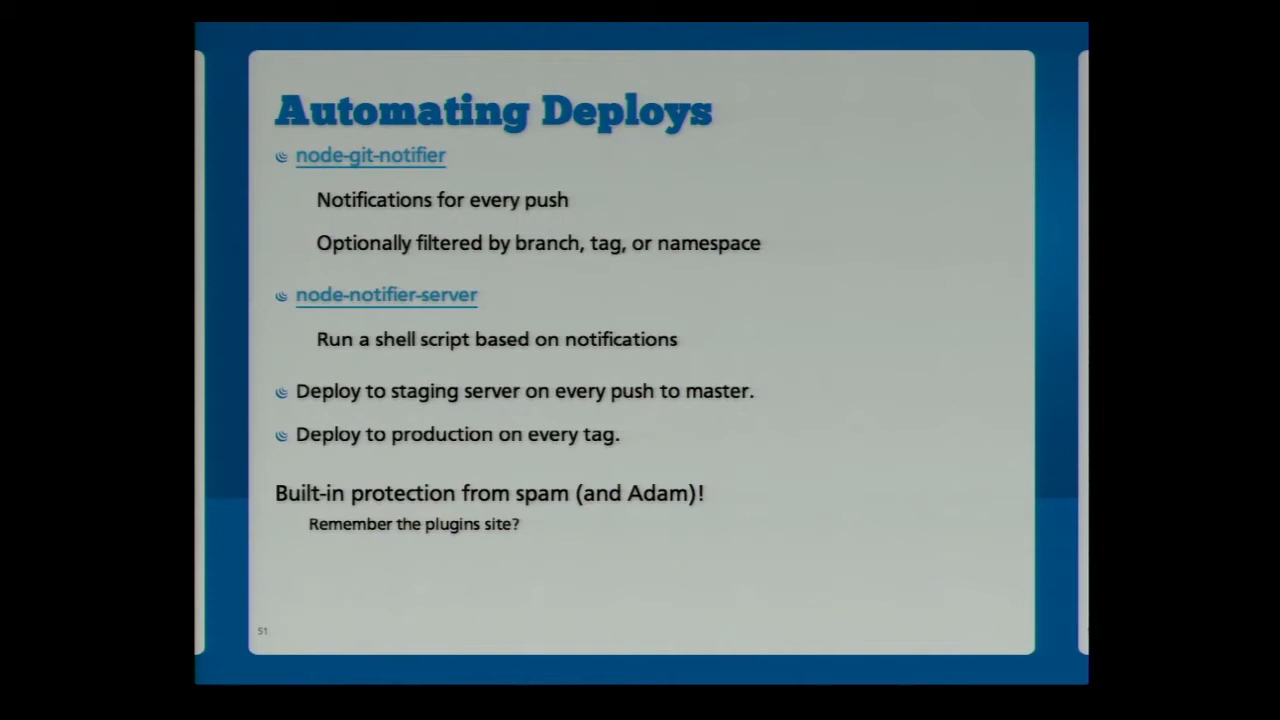 Automating Deploys
node-git-notifier
Notifications for every push
Optionally filtered by branch, tag, or namespace
node-notifier-server
Run a shell script based on notifications
Deploy to staging server on every push to master.
Deploy to production on every tag.
Built-in protection from spam (and Adam)!
Remember the plugins site?
51